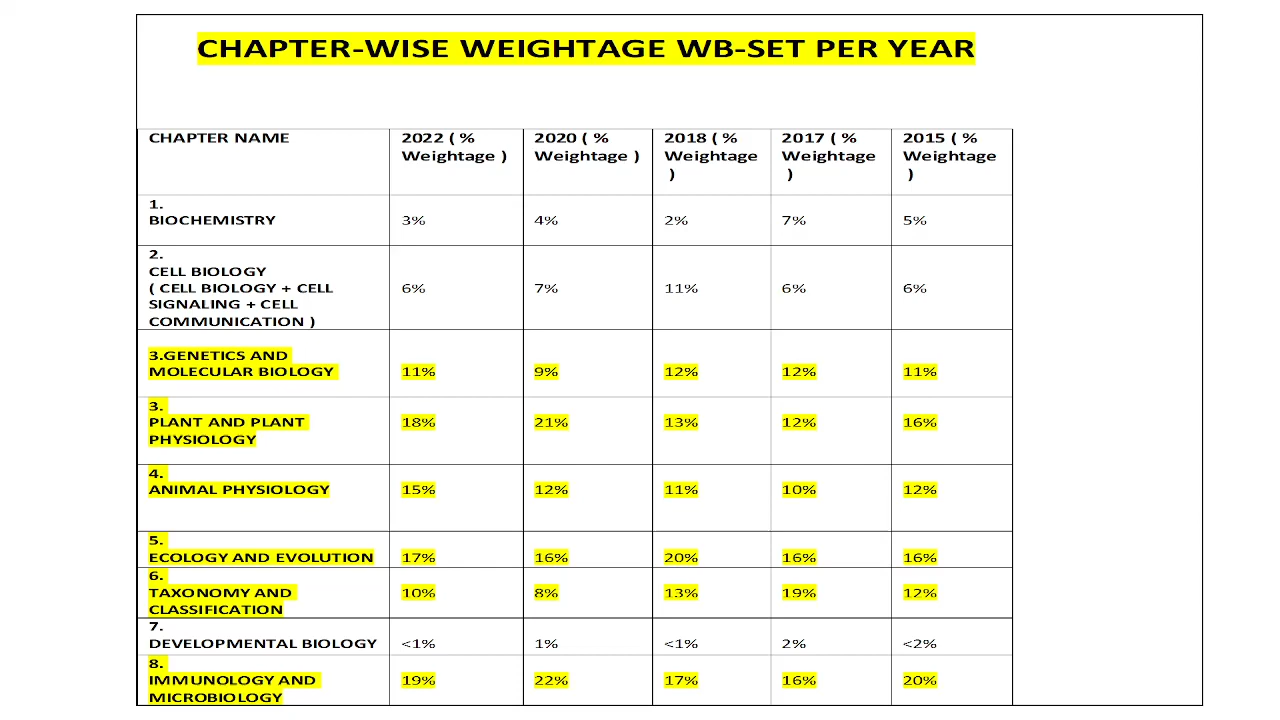 CHAPTER-WISE WEIGHTAGE WB-SET PER YEAR
CHAPTER NAME
2022 ( %
Weightage )
2020 ( %
Weightage )
2018 ( %
Weightage
)
2017 ( %
Weightage
)
2015 ( %
Weightage
)
1.
BIOCHEMISTRY
3%
4%
2%
7%
5%
2.
CELL BIOLOGY
( CELL BIOLOGY + CELL
SIGNALING + CELL
COMMUNICATION )
6%
7%
11%
6%
6%
3.GENETICS AND
MOLECULAR BIOLOGY
11%
9%
12%
12%
11%
3.
PLANT AND PLANT
PHYSIOLOGY
18%
21%
13%
12%
16%
4.
ANIMAL PHYSIOLOGY
15%
12%
11%
10%
12%
5.
ECOLOGY AND EVOLUTION
17%
16%
20%
16%
16%
6.
TAXONOMY AND
CLASSIFICATION
10%
8%
13%
19%
12%
7.
DEVELOPMENTAL BIOLOGY
<1%
1%
<1%
2%
<2%
8.
IMMUNOLOGY AND
MICROBIOLOGY
19%
22%
17%
16%
20%